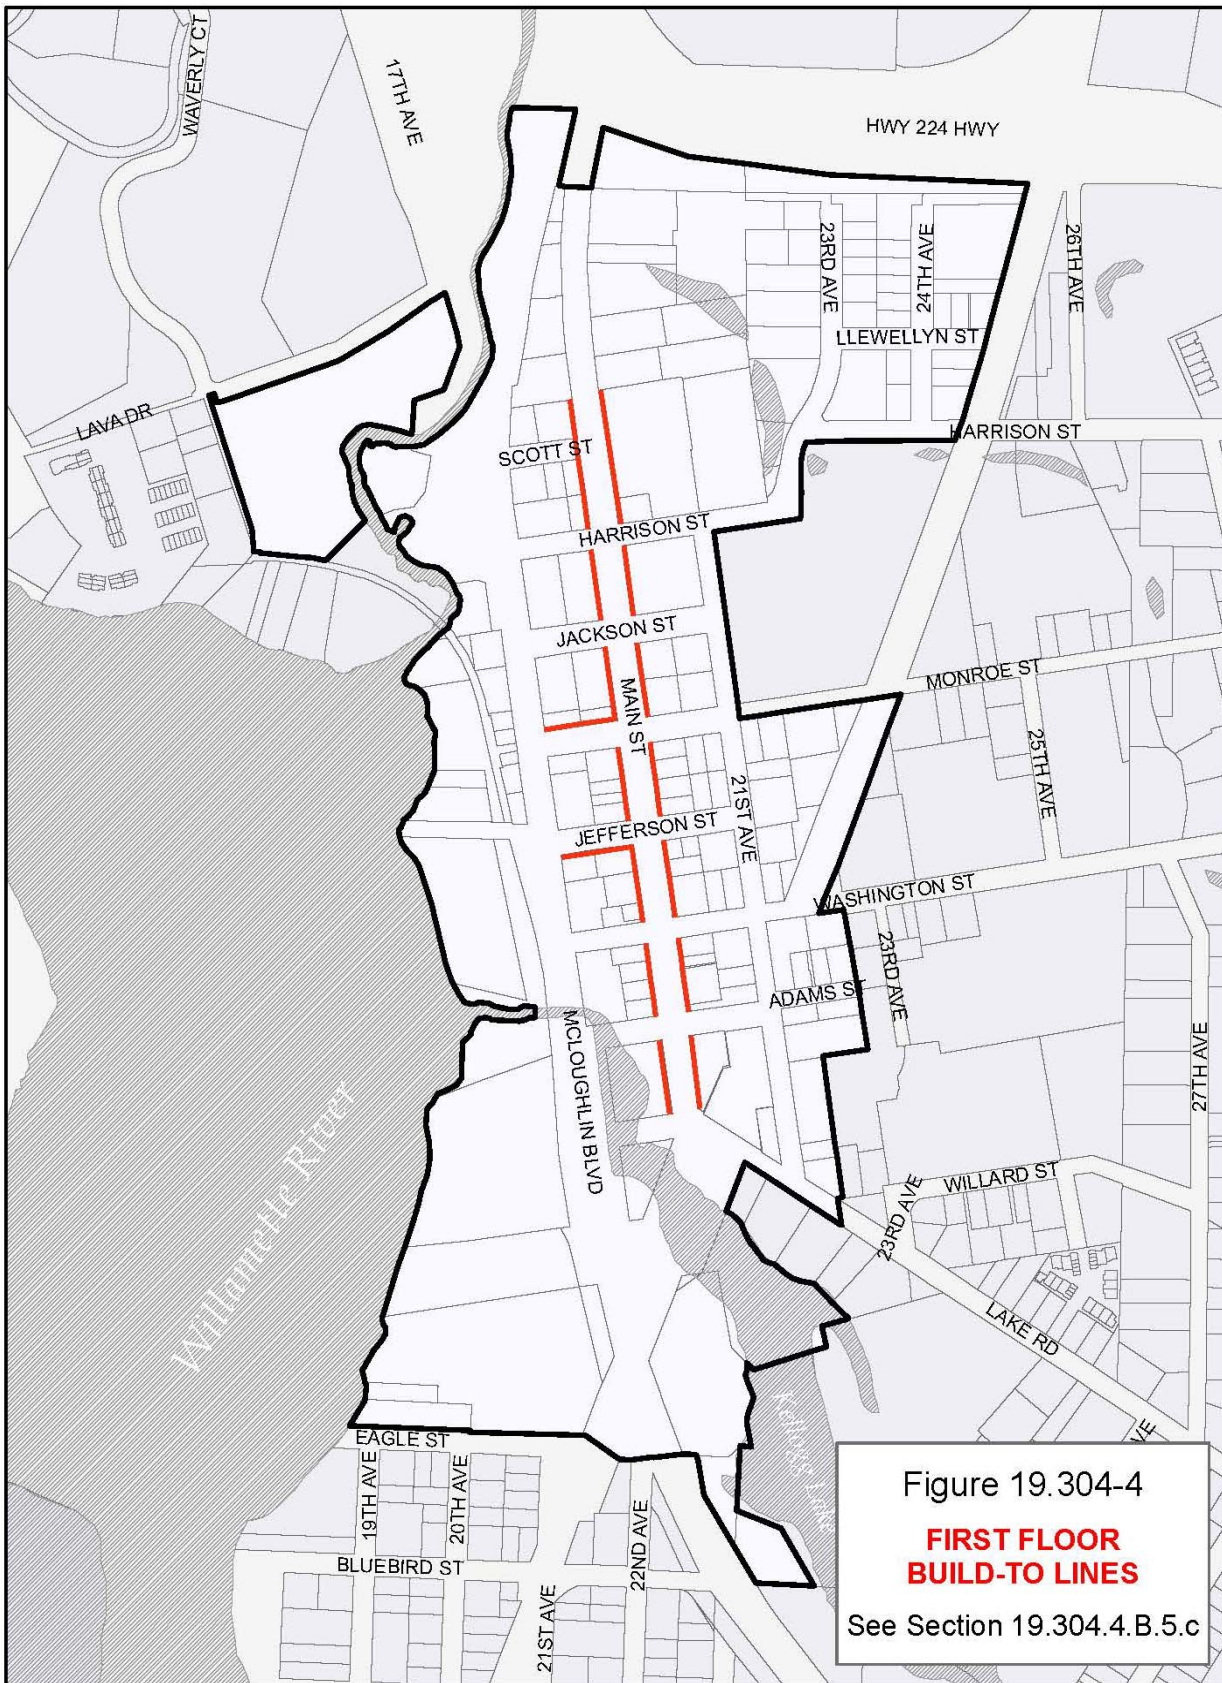 WAVERLY CT
17TH AVE
HWY 224 HWY
23RD AVE
24TH AVE
26TH AVE
LLEWELLYN ST
LAVA DR
HARRISON ST
SCOTT ST
HARRISON ST
JACKSON ST
MONROE ST
MAIN ST
25TH AVE
21ST AVE
JEFFERSON ST
WASHINGTON ST
23RD AVE
ADAMS ST
MCLOUGHLIN BLVD
27TH AVE
Willamette River
WILLARD ST
23RD AVE
LAKE RD
Kellogg Lake
EAGLE ST
19TH AVE
20TH AVE
22ND AVE
BLUEBIRD ST
21ST AVE
VE
Figure 19.304-4
FIRST FLOOR
BUILD-TO LINES
See Section 19.304.4.B.5.c